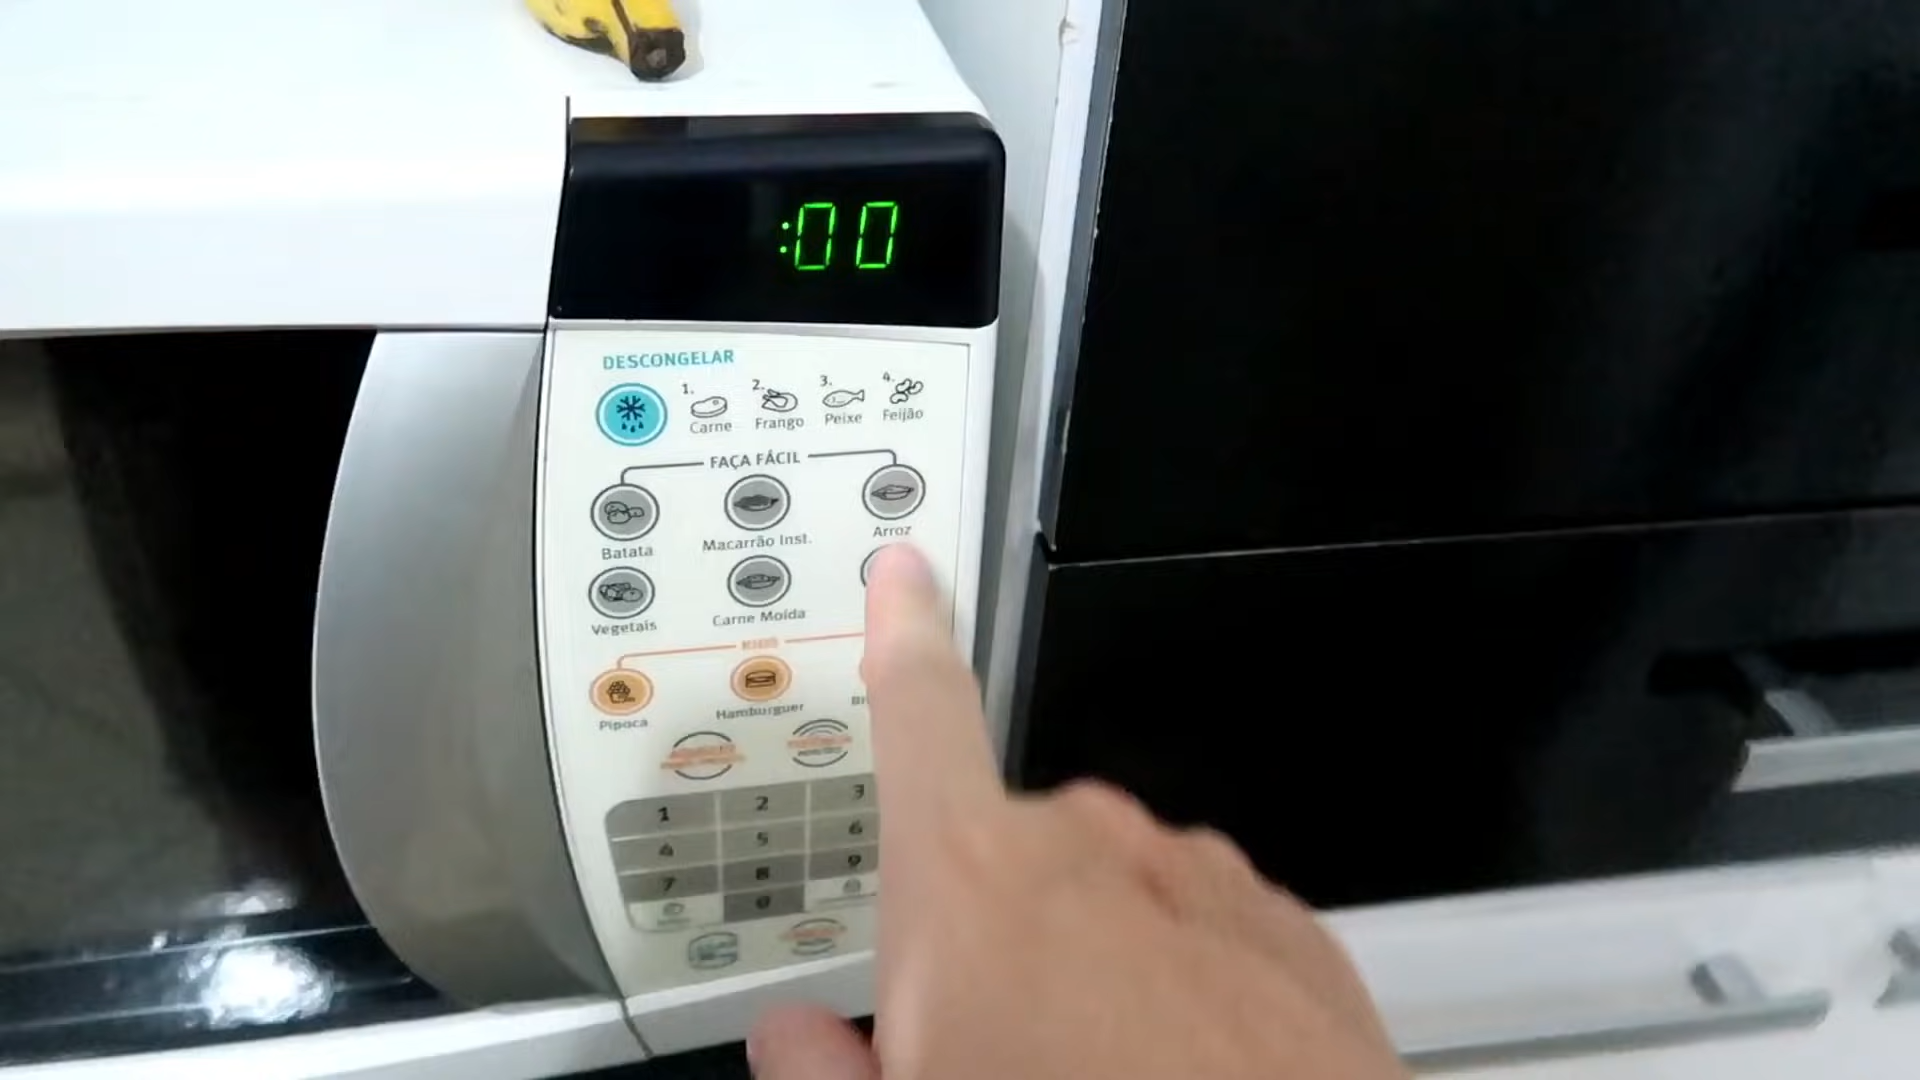 :00
DESCONGELAR
1. 2. 3. 4.
Carne Frango Peixe Feijão
FAÇA FÁCIL
Batata Macarrão Inst. Arroz
Vegetais Carne Moída
KIDS
Pipoca Hamburguer
1 2 3
4 5 6
7 8 9
0